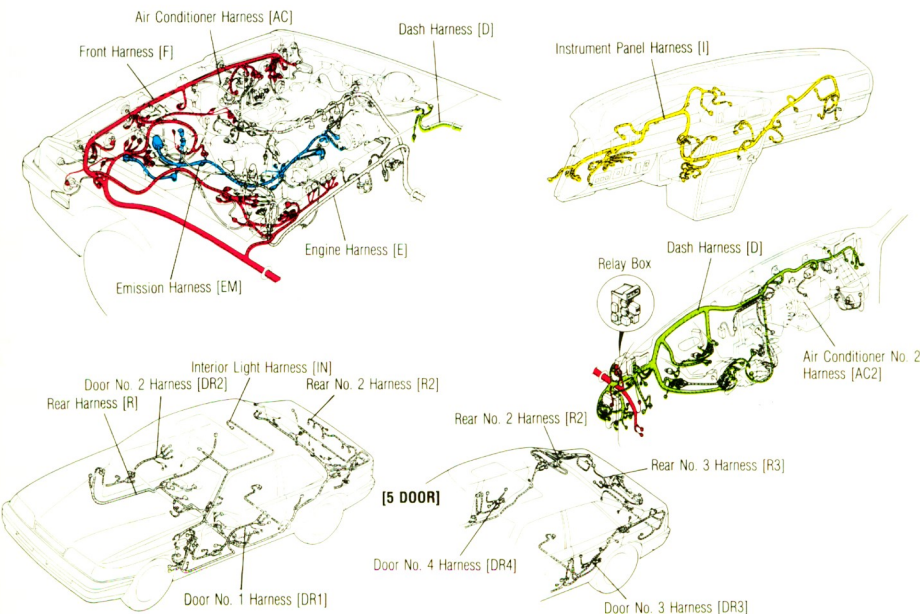 Air Conditioner Harness [AC]
Front Harness [F]
Dash Harness [D]
Instrument Panel Harness [I]
Engine Harness [E]
Emission Harness [EM]
Relay Box
Dash Harness [D]
Air Conditioner No. 2
Harness [AC2]
Interior Light Harness [IN]
Door No. 2 Harness [DR2]
Rear No. 2 Harness [R2]
Rear Harness [R]
Rear No. 2 Harness [R2]
Rear No. 3 Harness [R3]
[5 DOOR]
Door No. 4 Harness [DR4]
Door No. 1 Harness [DR1]
Door No. 3 Harness [DR3]